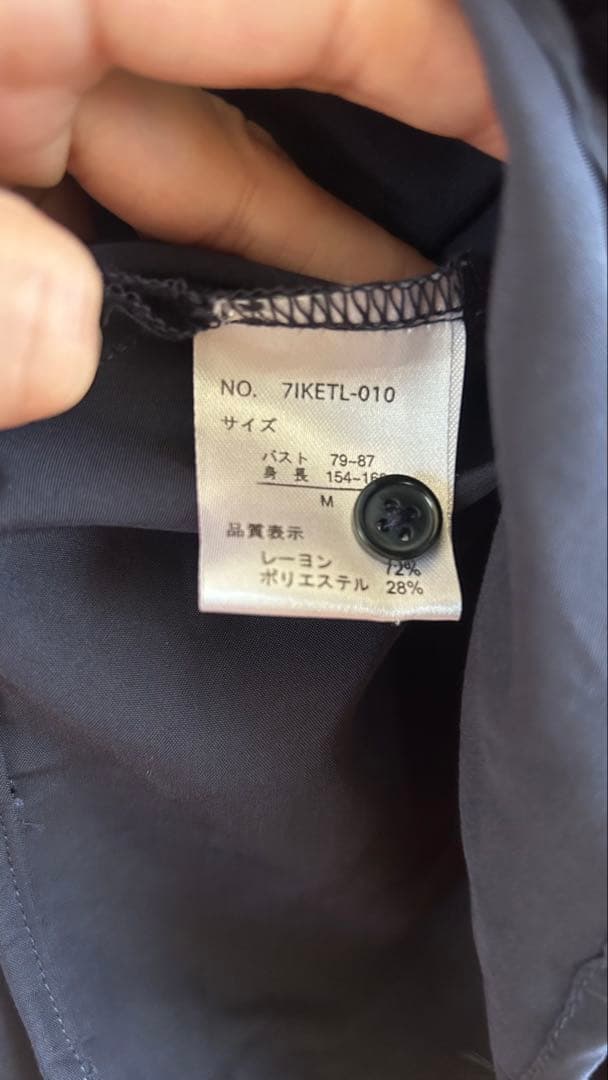 NO. 7IKETL-010
サイズ
バスト 79-87
身 長 154-16
M
品質表示
レーヨン 72%
ポリエステル 28%